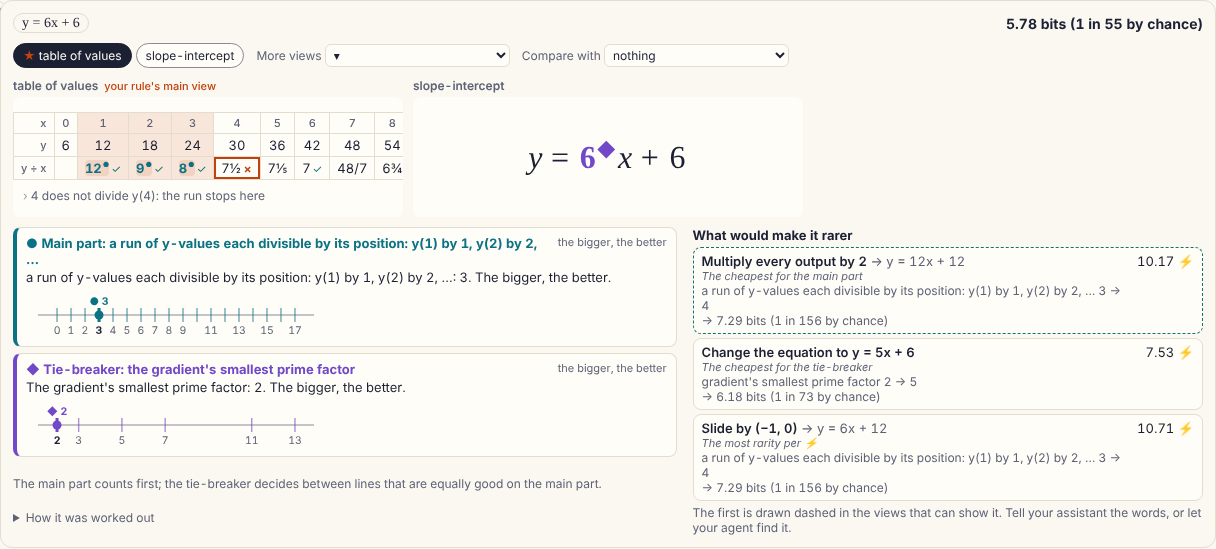 y = 6x + 6
5.78 bits (1 in 55 by chance)
★ table of values
slope-intercept
More views ▾
Compare with nothing
table of values your rule's main view
x 0 1 2 3 4 5 6 7 8
y 6 12 18 24 30 36 42 48 54
y ÷ x 12● ✓ 9● ✓ 8● ✓ 7½ × 7⅕ 7 ✓ 48/7 6¾
› 4 does not divide y(4): the run stops here
slope-intercept
y = 6◆x + 6
● Main part: a run of y-values each divisible by its position: y(1) by 1, y(2) by 2,
…
the bigger, the better
a run of y-values each divisible by its position: y(1) by 1, y(2) by 2, …: 3. The bigger, the better.
● 3
0 1 2 3 4 5 6 7 8 9 11 13 15 17
◆ Tie-breaker: the gradient's smallest prime factor
the bigger, the better
The gradient's smallest prime factor: 2. The bigger, the better.
◆ 2
2 3 5 7 11 13
The main part counts first; the tie-breaker decides between lines that are equally good on the main part.
▶ How it was worked out
What would make it rarer
Multiply every output by 2 → y = 12x + 12 10.17 ⚡
The cheapest for the main part
a run of y-values each divisible by its position: y(1) by 1, y(2) by 2, … 3 →
4
→ 7.29 bits (1 in 156 by chance)
Change the equation to y = 5x + 6 7.53 ⚡
The cheapest for the tie-breaker
gradient's smallest prime factor 2 → 5
→ 6.18 bits (1 in 73 by chance)
Slide by (−1, 0) → y = 6x + 12 10.71 ⚡
The most rarity per ⚡
a run of y-values each divisible by its position: y(1) by 1, y(2) by 2, … 3 →
4
→ 7.29 bits (1 in 156 by chance)
The first is drawn dashed in the views that can show it. Tell your assistant the words, or let
your agent find it.